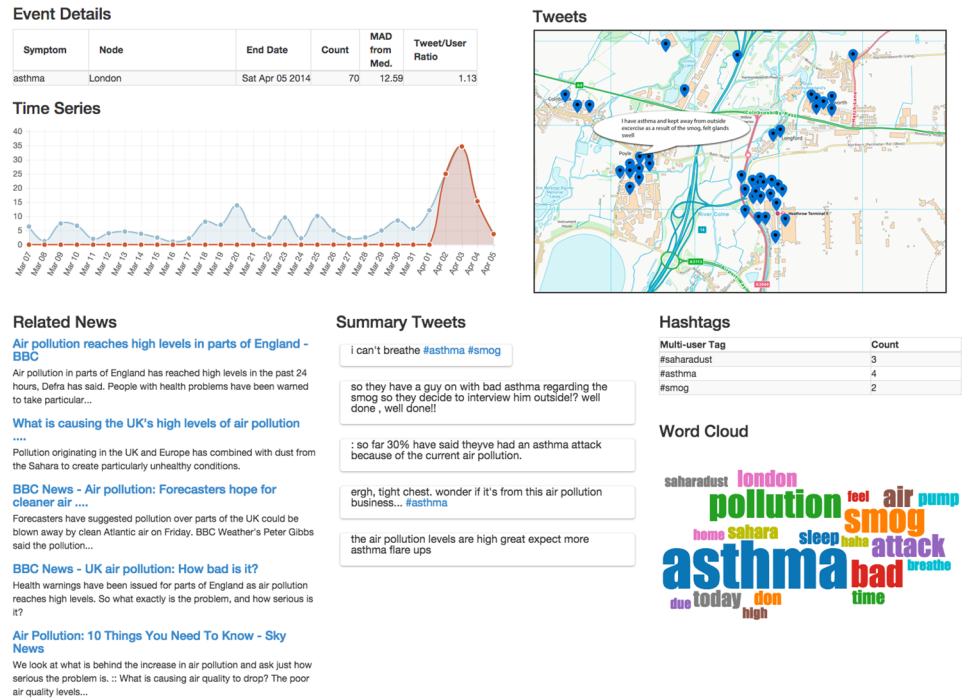 Event Details
Symptom Node End Date Count MAD from Med. Tweet/User Ratio
asthma London Sat Apr 05 2014 70 12.59 1.13
Time Series
40
35
30
25
20
15
10
5
0
Mar 07 Mar 08 Mar 09 Mar 10 Mar 11 Mar 12 Mar 13 Mar 14 Mar 15 Mar 16 Mar 17 Mar 18 Mar 19 Mar 20 Mar 21 Mar 22 Mar 23 Mar 24 Mar 25 Mar 26 Mar 27 Mar 28 Mar 29 Mar 30 Mar 31 Apr 01 Apr 02 Apr 03 Apr 04 Apr 05
Tweets
I have asthma and kept away from outside
excercise as a result of the smog, felt glands
swell
Longford
Poyle
River Colne
Heathrow Terminal 5
14
A3113
A3044
Related News
Air pollution reaches high levels in parts of England -
BBC
Air pollution in parts of England has reached high levels in the past 24
hours, Defra has said. People with health problems have been warned
to take particular...
What is causing the UK's high levels of air pollution
....
Pollution originating in the UK and Europe has combined with dust from
the Sahara to create particularly unhealthy conditions.
BBC News - Air pollution: Forecasters hope for
cleaner air ....
Forecasters have suggested pollution over parts of the UK could be
blown away by clean Atlantic air on Friday. BBC Weather's Peter Gibbs
said the pollution...
BBC News - UK air pollution: How bad is it?
Health warnings have been issued for parts of England as air pollution
reaches high levels. So what exactly is the problem, and how serious is
it?
Air Pollution: 10 Things You Need To Know - Sky
News
We look at what is behind the increase in air pollution and ask just how
serious the problem is. :: What is causing air quality to drop? The poor
air quality levels...
Summary Tweets
i can't breathe #asthma #smog
so they have a guy on with bad asthma regarding the
smog so they decide to interview him outside!? well
done , well done!!
: so far 30% have said theyve had an asthma attack
because of the current air pollution.
ergh, tight chest. wonder if it's from this air pollution
business... #asthma
the air pollution levels are high great expect more
asthma flare ups
Hashtags
Multi-user Tag Count
#saharadust 3
#asthma 4
#smog 2
Word Cloud
saharadust london
pollution feel air pump
smog
home sahara sleep haha attack
asthma bad breathe
due today don time
high